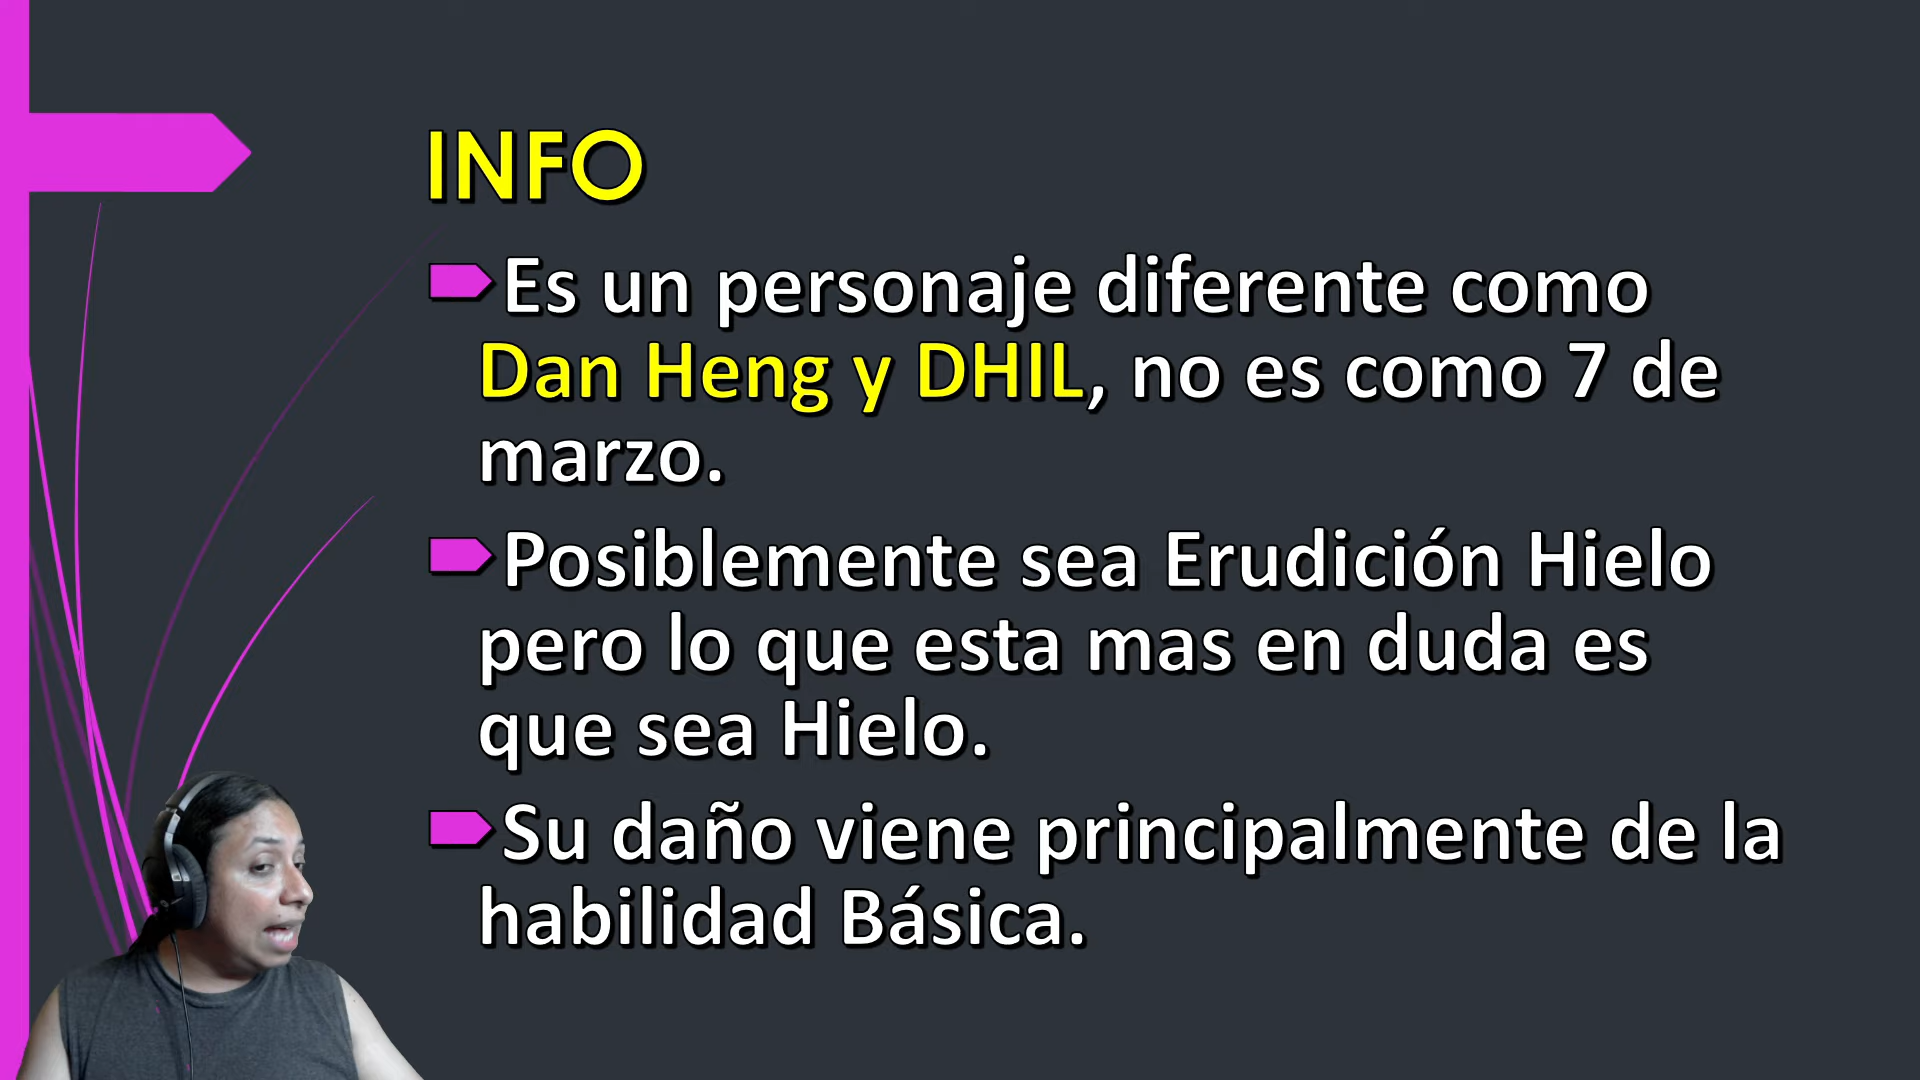 INFO
Es un personaje diferente como
Dan Heng y DHIL, no es como 7 de
marzo.
Posiblemente sea Erudición Hielo
pero lo que esta mas en duda es
que sea Hielo.
Su daño viene principalmente de la
habilidad Básica.